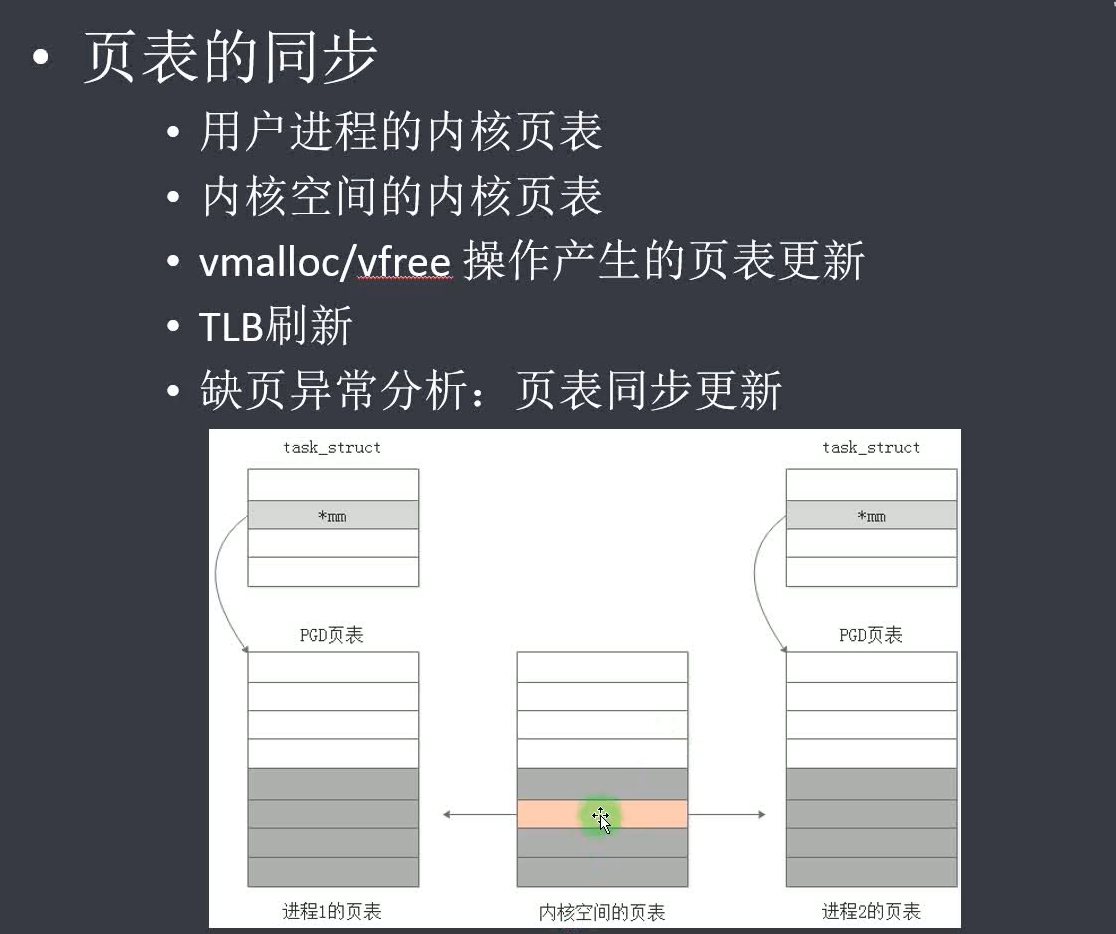 • 页表的同步
• 用户进程的内核页表
• 内核空间的内核页表
• vmalloc/vfree 操作产生的页表更新
• TLB刷新
• 缺页异常分析：页表同步更新
task_struct
task_struct
*mm
*mm
PGD页表
PGD页表
进程1的页表
内核空间的页表
进程2的页表